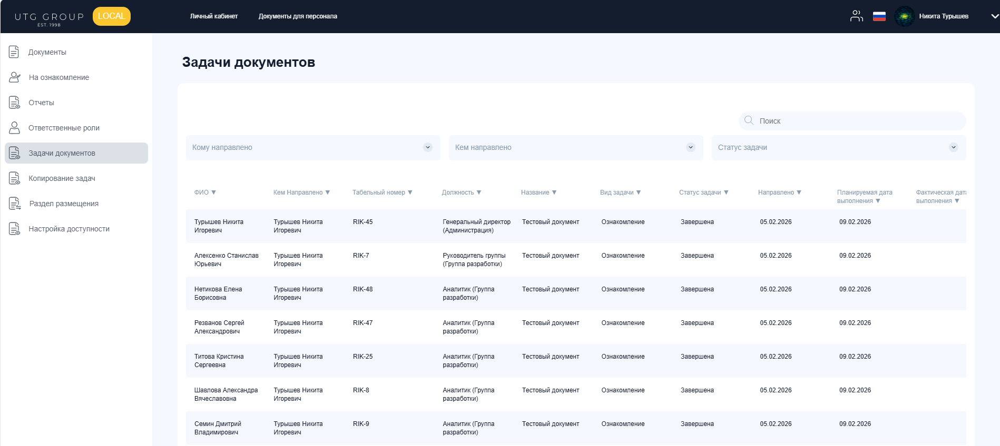 UTG GROUP
EST. 1998
LOCAL
Личный кабинет
Документы для персонала
Никита Турышев
Документы
На ознакомление
Отчеты
Ответственные роли
Задачи документов
Копирование задач
Раздел размещения
Настройка доступности
Задачи документов
Поиск
Кому направлено
Кем направлено
Статус задачи
ФИО ▼ Кем Направлено ▼ Табельный номер ▼ Должность ▼ Название ▼ Вид задачи ▼ Статус задачи ▼ Направлено ▼ Планируемая дата Фактическая дата
выполнения ▼ выполнения ▼
Турышев Никита Турышев Никита RIK-45 Генеральный директор Тестовый документ Ознакомление Завершена 05.02.2026 09.02.2026
Игоревич Игоревич (Администрация)
Алексенко Станислав Турышев Никита RIK-7 Руководитель группы Тестовый документ Ознакомление Завершена 05.02.2026 09.02.2026
Юрьевич Игоревич (Группа разработки)
Нетикова Елена Турышев Никита RIK-48 Аналитик (Группа Тестовый документ Ознакомление Завершена 05.02.2026 09.02.2026
Борисовна Игоревич разработки)
Резванов Сергей Турышев Никита RIK-47 Аналитик (Группа Тестовый документ Ознакомление Завершена 05.02.2026 09.02.2026
Александрович Игоревич разработки)
Титова Кристина Турышев Никита RIK-25 Аналитик (Группа Тестовый документ Ознакомление Завершена 05.02.2026 09.02.2026
Сергеевна Игоревич разработки)
Шавлова Александра Турышев Никита RIK-8 Аналитик (Группа Тестовый документ Ознакомление Завершена 05.02.2026 09.02.2026
Вячеславовна Игоревич разработки)
Семин Дмитрий Турышев Никита RIK-9 Аналитик (Группа Тестовый документ Ознакомление Завершена 05.02.2026 09.02.2026
Владимирович Игоревич разработки)